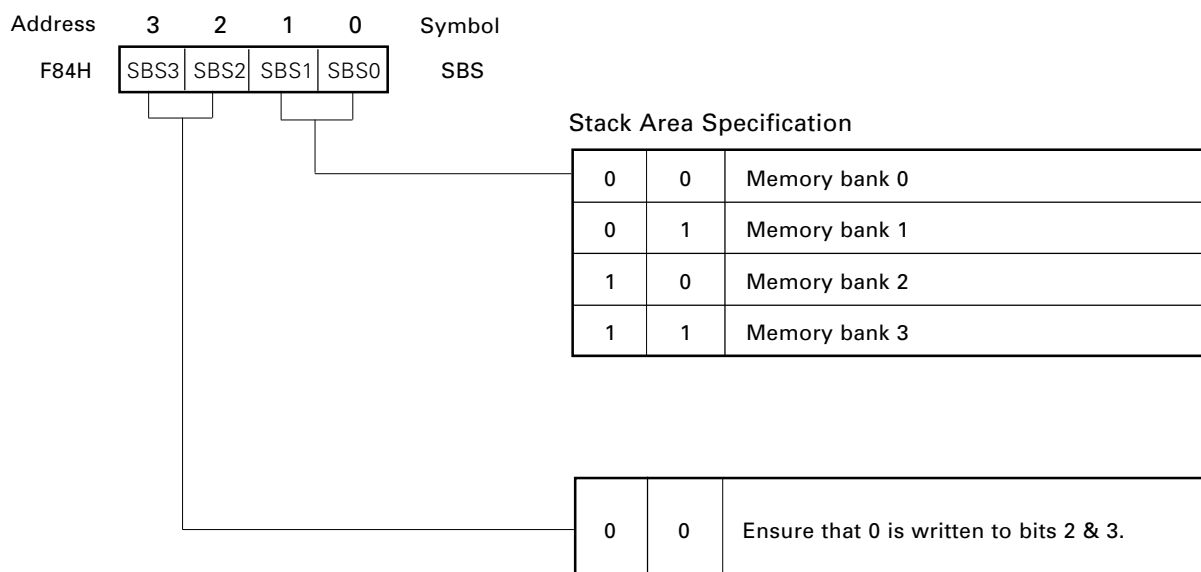 Address 3 2 1 0 Symbol
F84H SBS3 SBS2 SBS1 SBS0 SBS
Stack Area Specification
0 0 Memory bank 0
0 1 Memory bank 1
1 0 Memory bank 2
1 1 Memory bank 3
0 0 Ensure that 0 is written to bits 2 & 3.